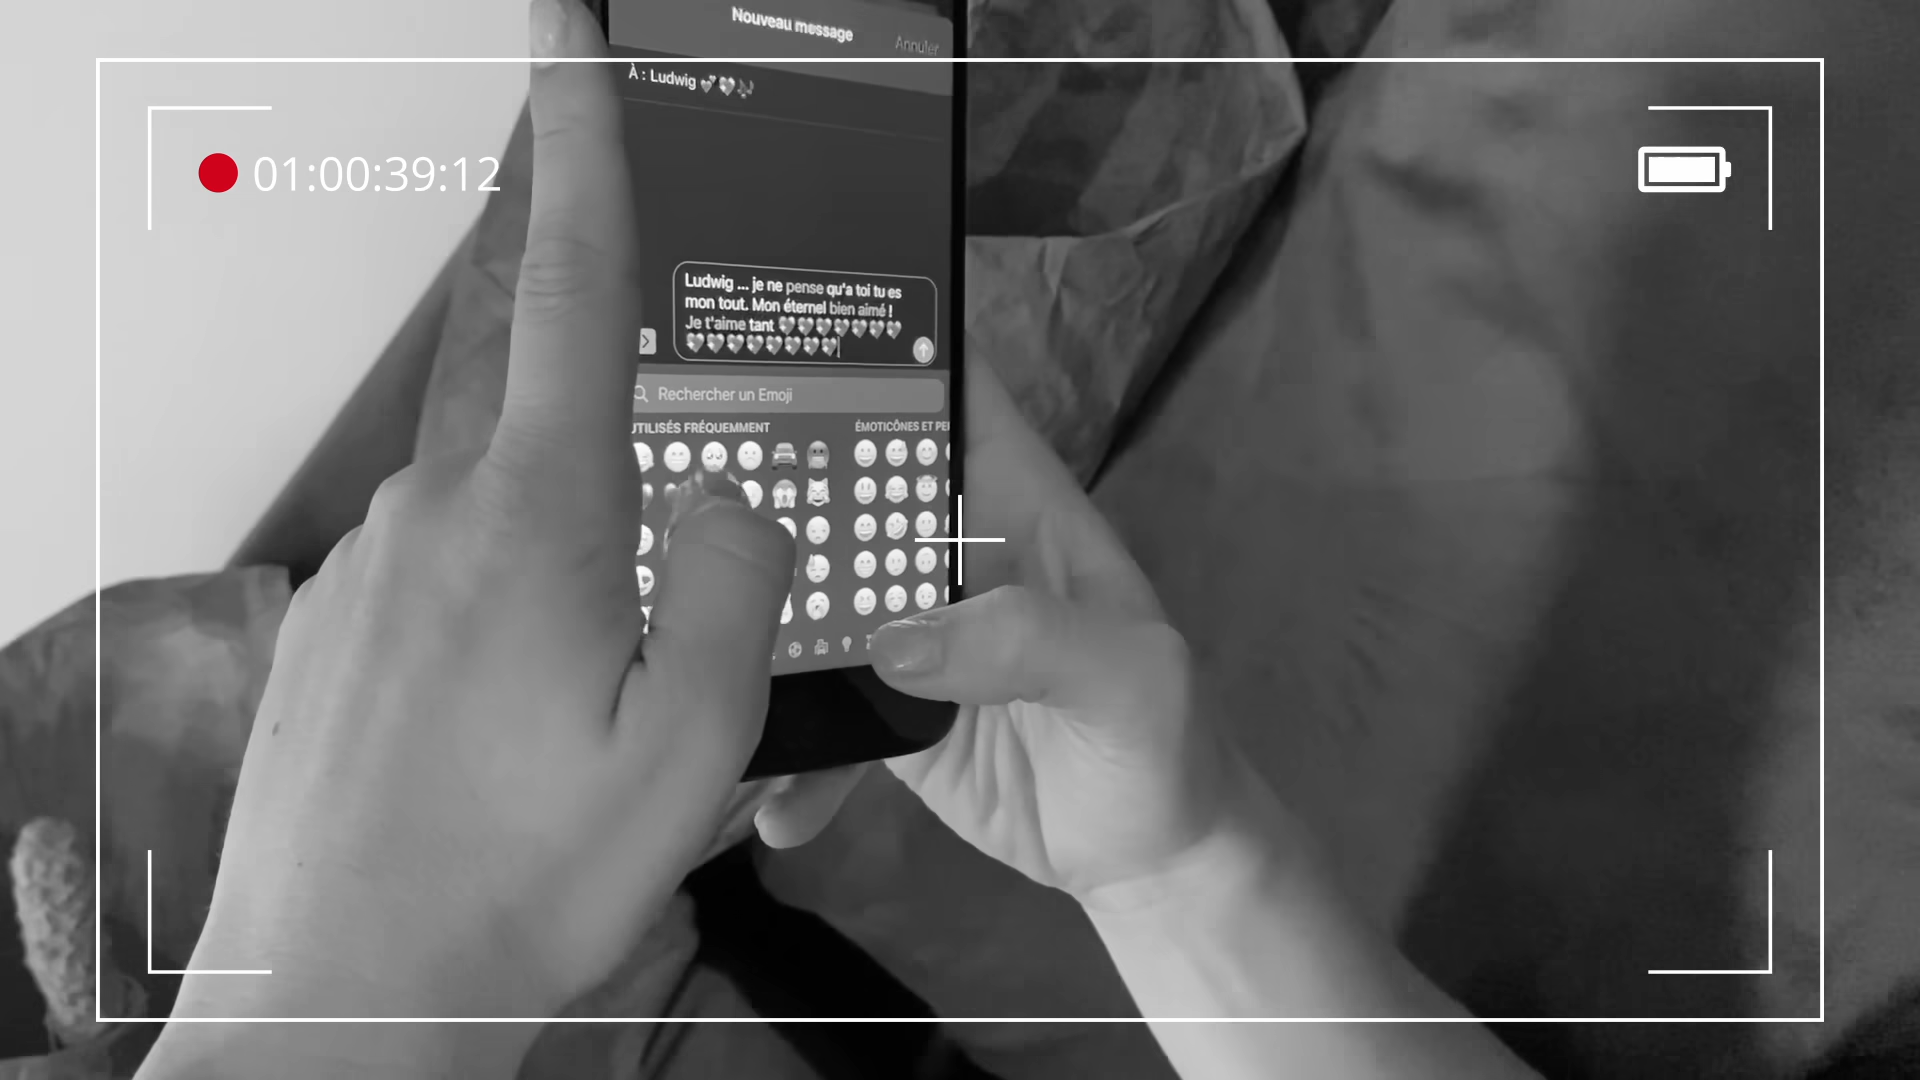 Nouveau message
Annuler
À : Ludwig 💕💖
01:00:39:12
Ludwig ... je ne pense qu'a toi tu es
mon tout. Mon éternel bien aimé !
Je t'aime tant 💖💖💖💖💖💖💖
💖💖💖💖💖💖💖💖
Rechercher un Emoji
UTILISÉS FRÉQUEMMENT
ÉMOTICÔNES ET PE